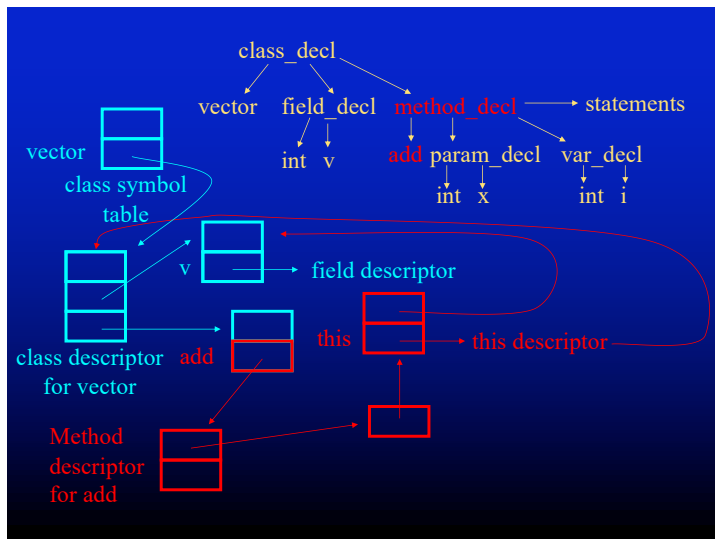 class_decl
vector field_decl method_decl statements
vector
int v add param_decl var_decl
class symbol
table
int x int i
v field descriptor
class descriptor
for vector
add this this descriptor
Method
descriptor
for add